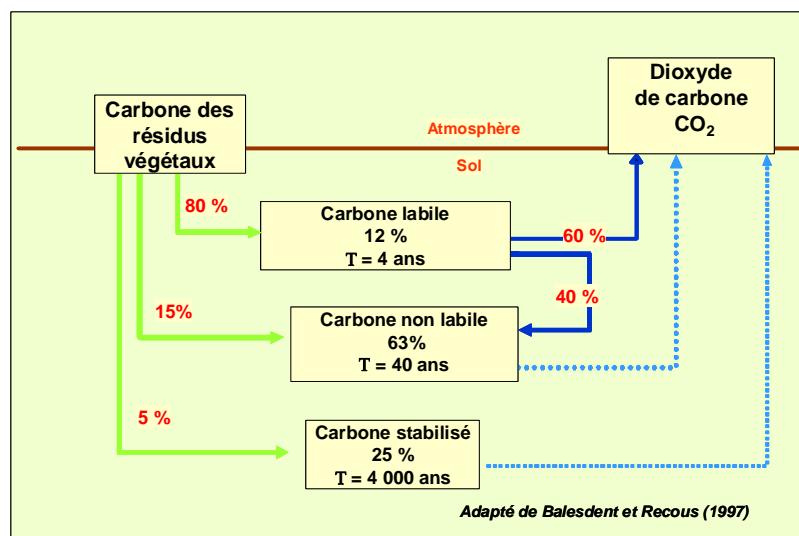 Carbone des
résidus
végétaux
Dioxyde
de carbone
CO₂
Atmosphère
Sol
80 %
Carbone labile
12 %
T = 4 ans
60 %
40 %
15%
Carbone non labile
63%
T = 40 ans
5 %
Carbone stabilisé
25 %
T = 4 000 ans
Adapté de Balesdent et Recous (1997)